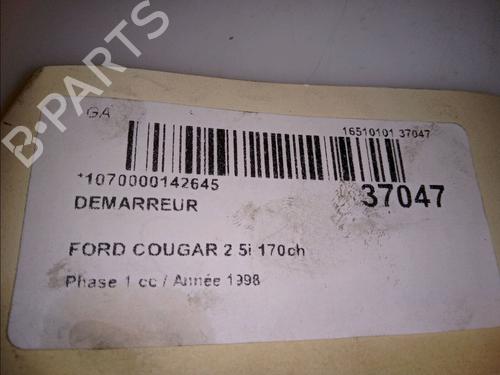 GA
16510101 37047
*1070000142645
37047
DEMARREUR
FORD COUGAR 2.5i 170ch
Phase 1 cc / Année 1998
B-PARTS